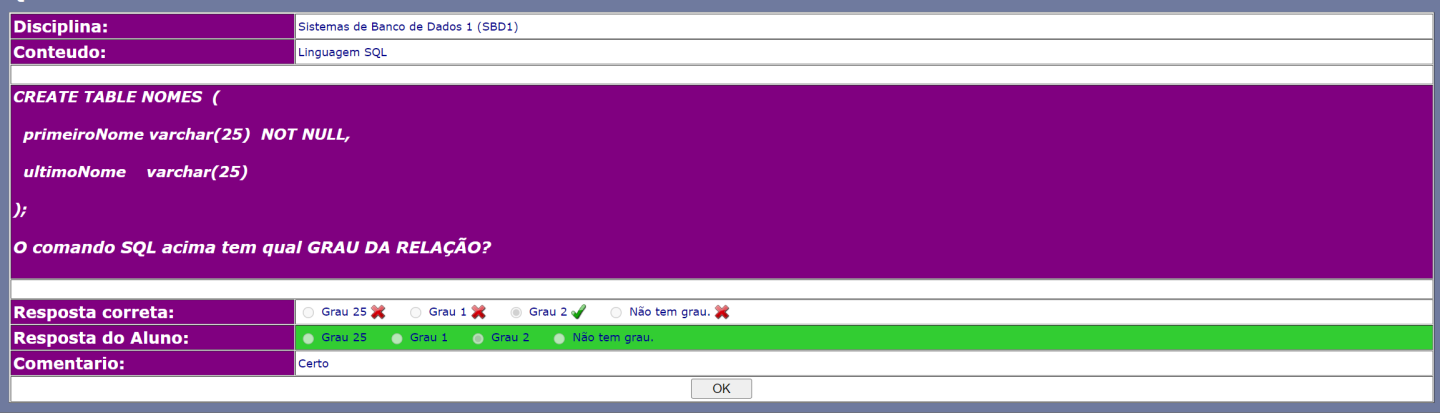 Disciplina: Sistemas de Banco de Dados 1 (SBD1)
Conteudo: Linguagem SQL
CREATE TABLE NOMES (
primeiroNome varchar(25) NOT NULL,
ultimoNome varchar(25)
);
O comando SQL acima tem qual GRAU DA RELAÇÃO?
Resposta correta: Grau 25 Grau 1 Grau 2 Não tem grau.
Resposta do Aluno: Grau 25 Grau 1 Grau 2 Não tem grau.
Comentario: Certo
OK